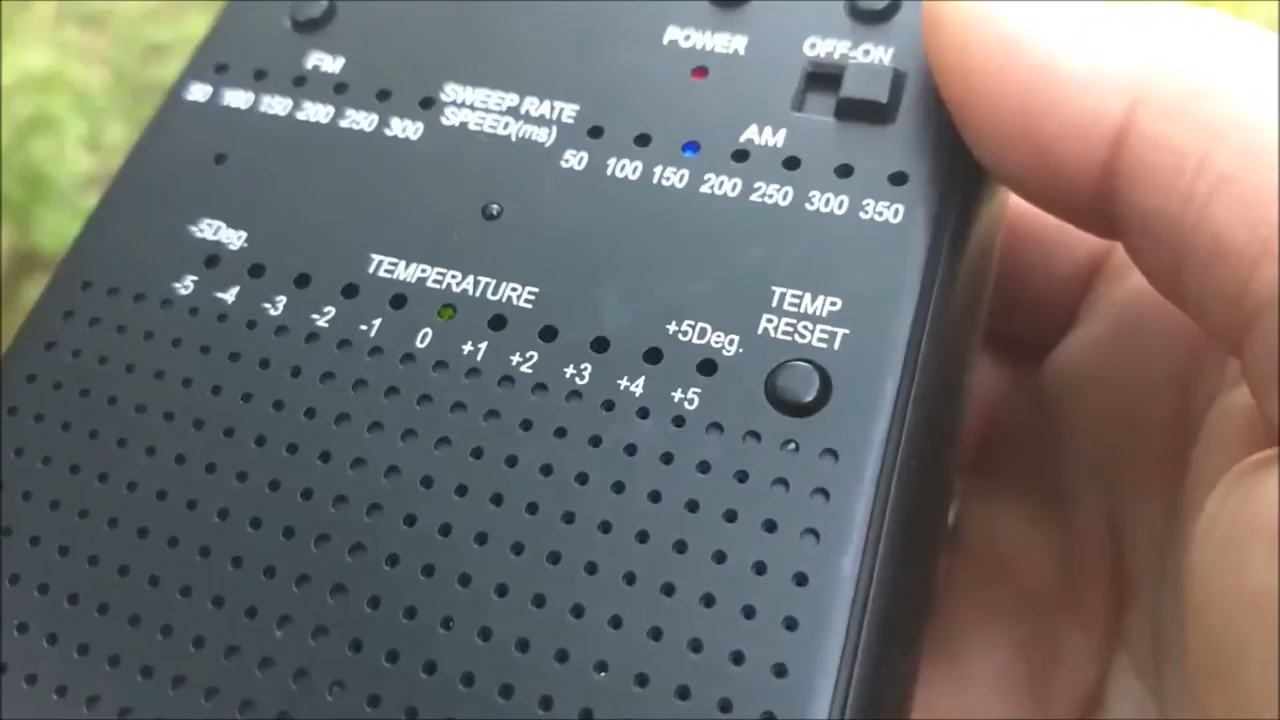 POWER
OFF-ON
FM
50 100 150 200 250 300
SWEEP RATE
SPEED(ms)
AM
50 100 150 200 250 300 350
-5Deg.
TEMPERATURE
+5Deg.
-5 -4 -3 -2 -1 0 +1 +2 +3 +4 +5
TEMP
RESET